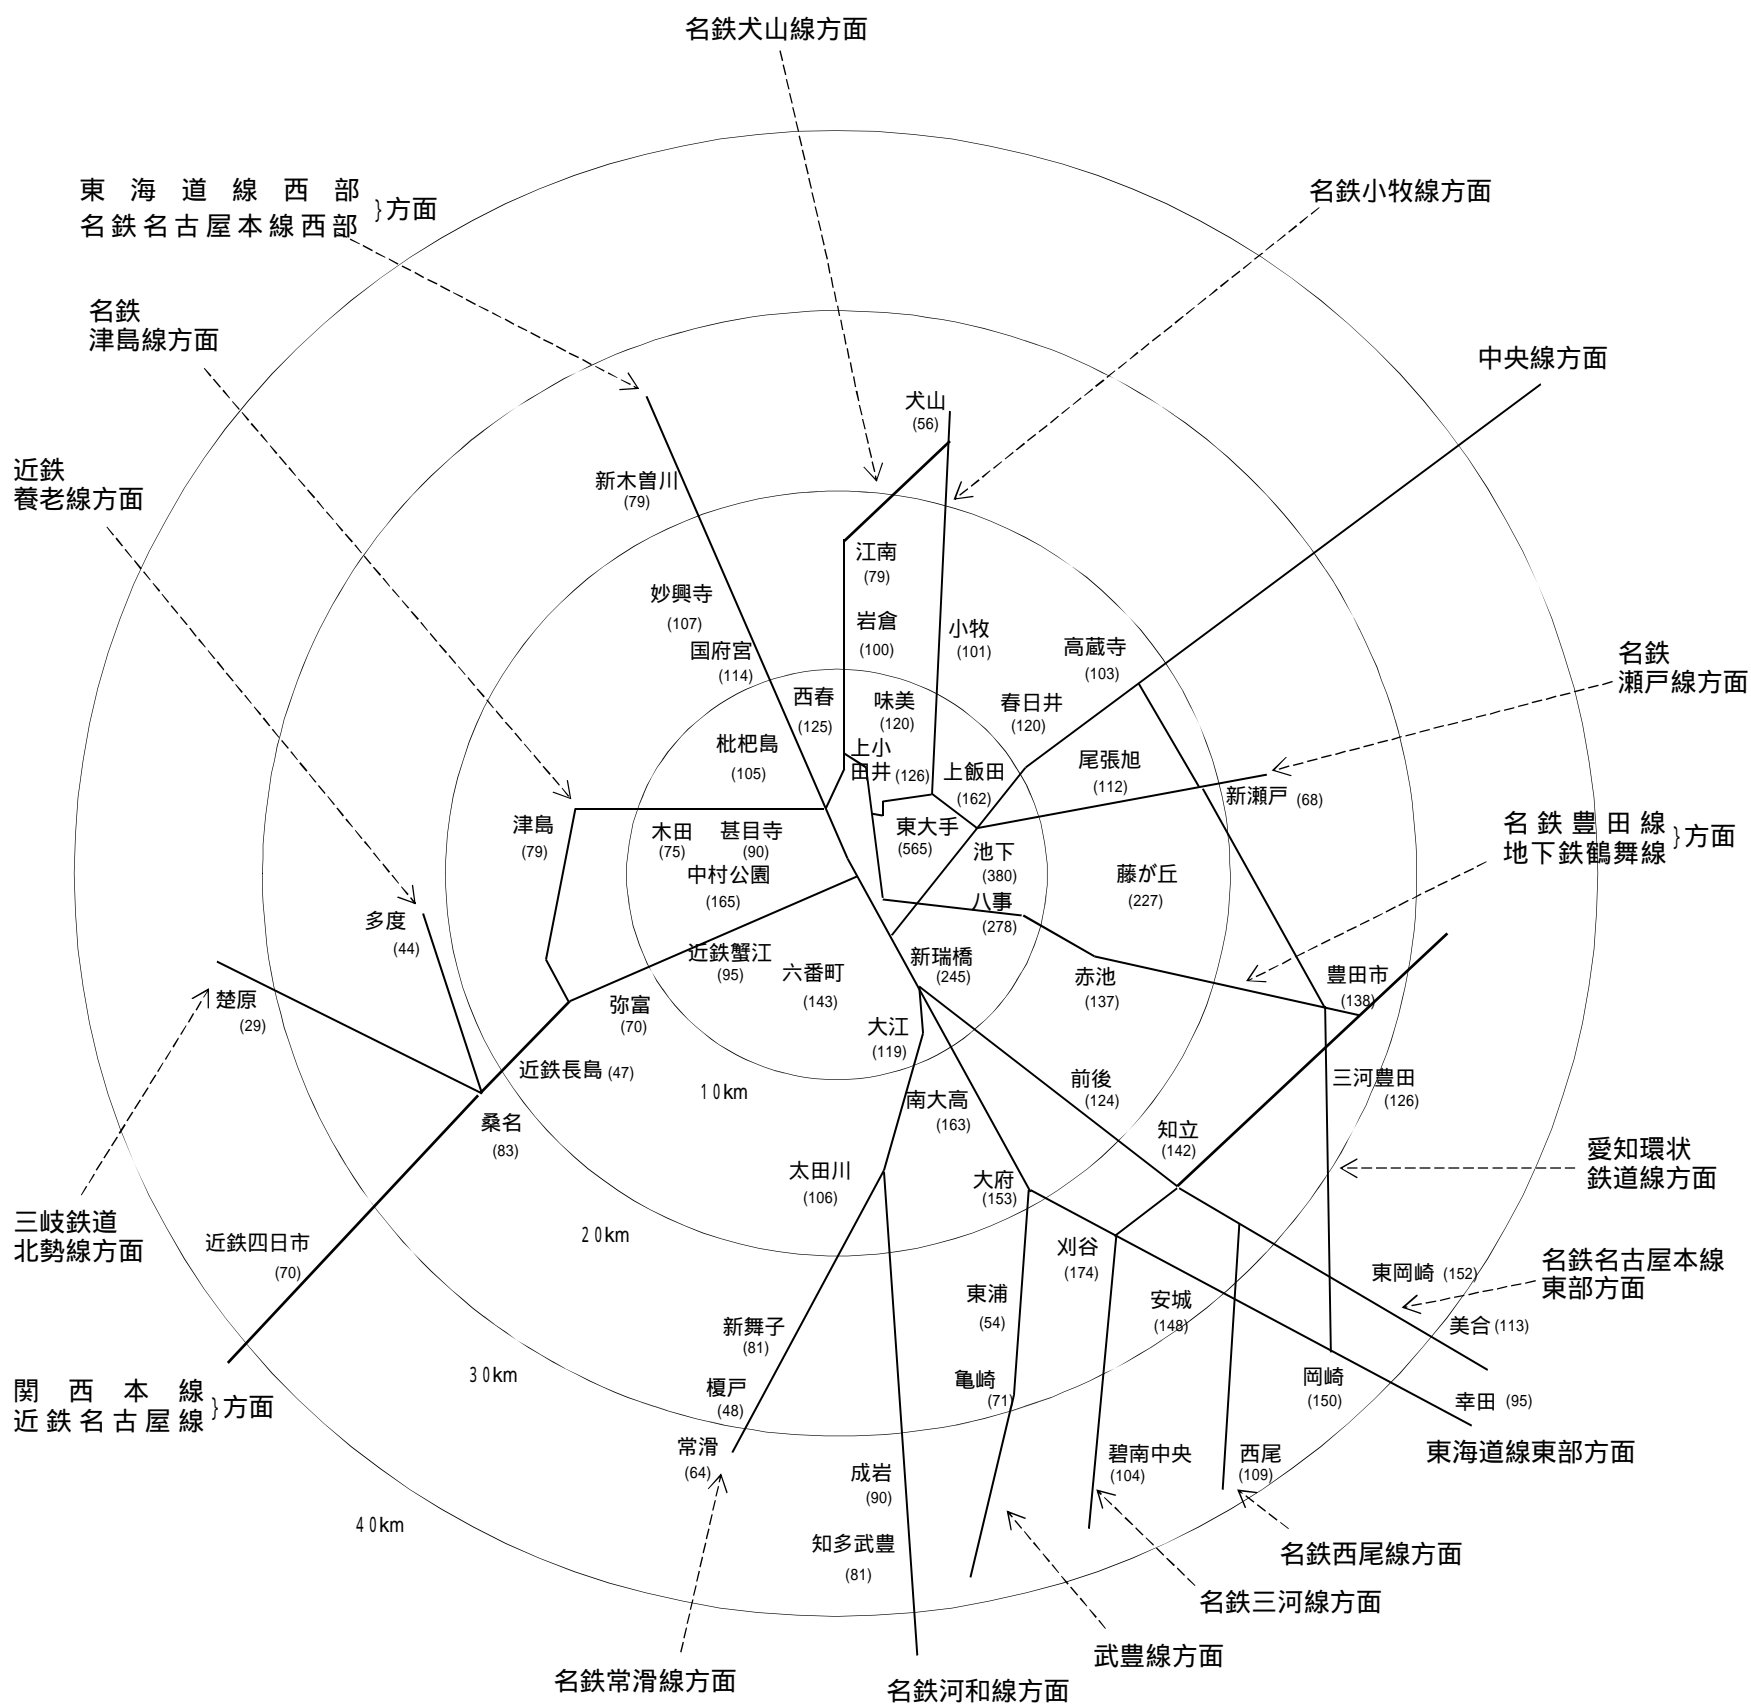 名鉄犬山線方面
東海道線西部
名鉄名古屋本線西部
}方面
名鉄小牧線方面
名鉄
津島線方面
中央線方面
犬山
(56)
近鉄
養老線方面
新木曽川
(79)
江南
(79)
妙興寺
(107)
岩倉
(100)
小牧
(101)
国府宮
(114)
高蔵寺
(103)
名鉄
瀬戸線方面
西春
(125)
味美
(120)
春日井
(120)
枇杷島
(105)
上小
田井(126)
上飯田
(162)
尾張旭
(112)
新瀬戸(68)
津島
(79)
木田
(75)
甚目寺
(90)
東大手
(565)
名鉄豊田線
地下鉄鶴舞線
}方面
中村公園
(165)
池下
(380)
藤が丘
(227)
八事
(278)
多度
(44)
近鉄蟹江
(95)
六番町
(143)
新瑞橋
(245)
赤池
(137)
豊田市
(138)
楚原
(29)
弥富
(70)
大江
(119)
近鉄長島(47)
10km
南大高
(163)
前後
(124)
三河豊田
(126)
桑名
(83)
知立
(142)
愛知環状
鉄道線方面
太田川
(106)
大府
(153)
三岐鉄道
北勢線方面
20km
近鉄四日市
(70)
刈谷
(174)
東岡崎(152)
名鉄名古屋本線
東部方面
東浦
(54)
安城
(148)
新舞子
(81)
美合(113)
30km
榎戸
(48)
亀崎
(71)
岡崎
(150)
幸田(95)
関西本線
近鉄名古屋線
}方面
常滑
(64)
成岩
(90)
碧南中央
(104)
西尾
(109)
東海道線東部方面
40km
知多武豊
(81)
名鉄西尾線方面
名鉄三河線方面
武豊線方面
名鉄常滑線方面
名鉄河和線方面